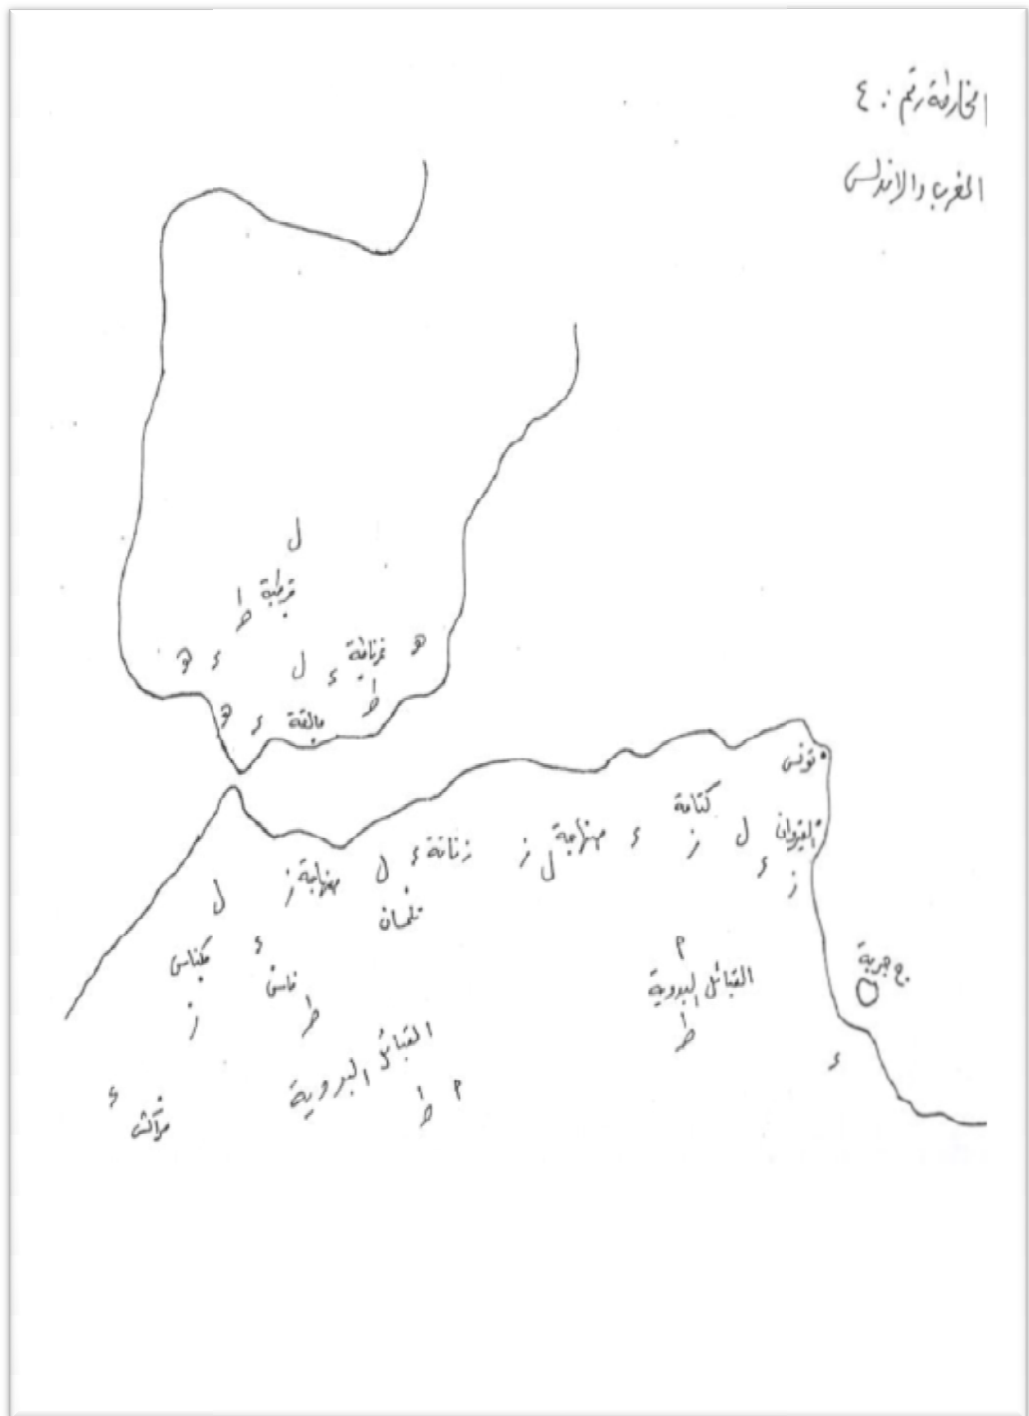 الخارطة رقم : ٤
المغرب والاندلس
ل
قرطبة
ط
غرناطة
ه
ل
ء
ء
ه
ط
مالقة
ء
ه
تونس
كتامة
القيروان
ل
ز
ء
صنهاجة
ل
ز
زناتة
ء
ل
صنهاجة
ز
ل
ء
ز
تلمسان
ء
مكناس
ز
فاس
ط
م
القبائل البدوية
ط
ج جربة
ء
القبائل البدوية
م
ط
ء
مراكش